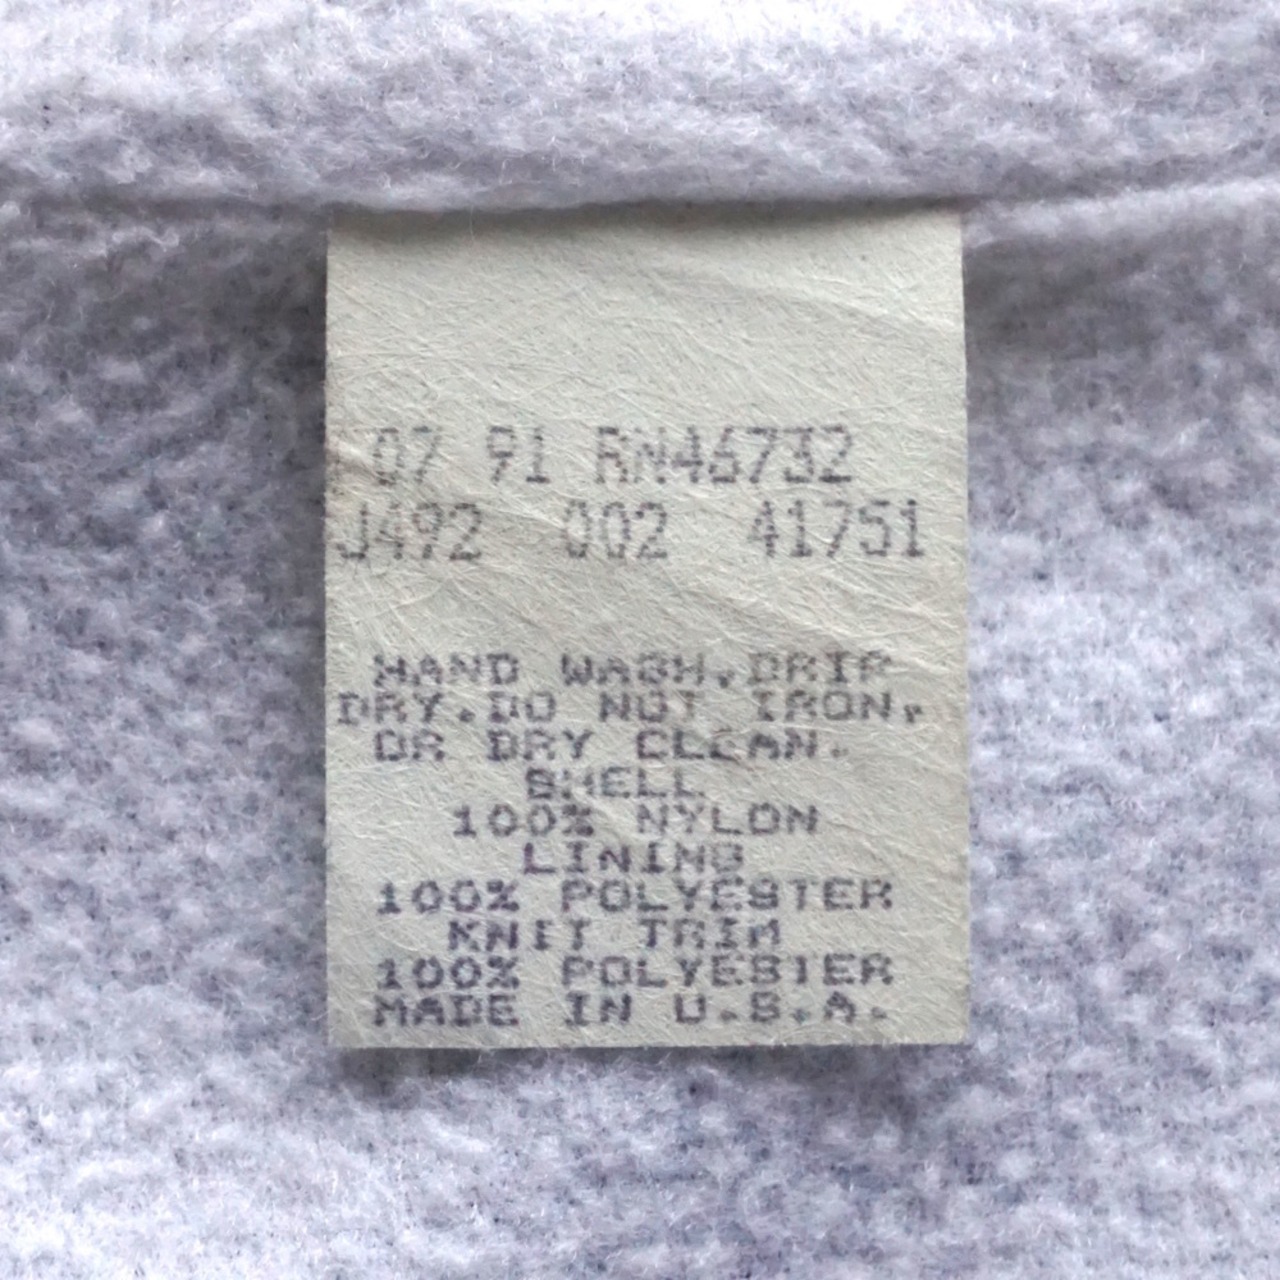 07 91 RN46732
J492 002 41751
HAND WASH.DRIP
DRY.DO NOT IRON,
OR DRY CLEAN.
SHELL
100% NYLON
LINING
100% POLYESTER
KNIT TRIM
100% POLYESTER
MADE IN U.S.A.